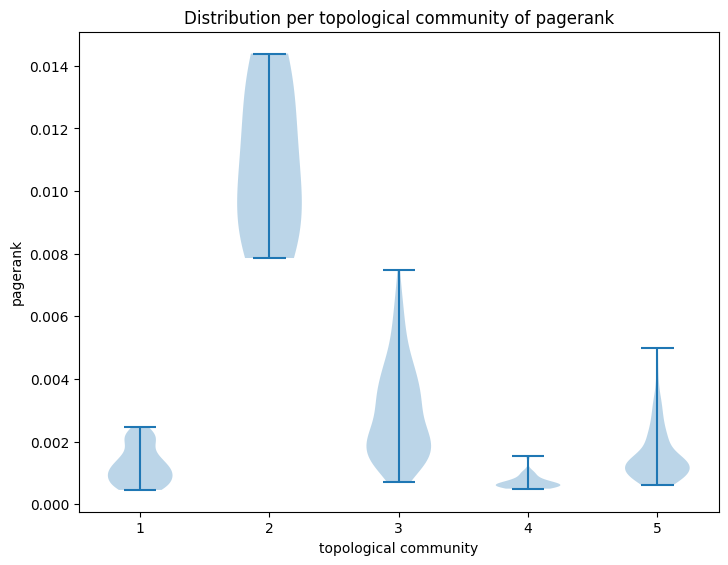 Distribution per topological community of pagerank
pagerank
0.014
0.012
0.010
0.008
0.006
0.004
0.002
0.000
1 2 3 4 5
topological community